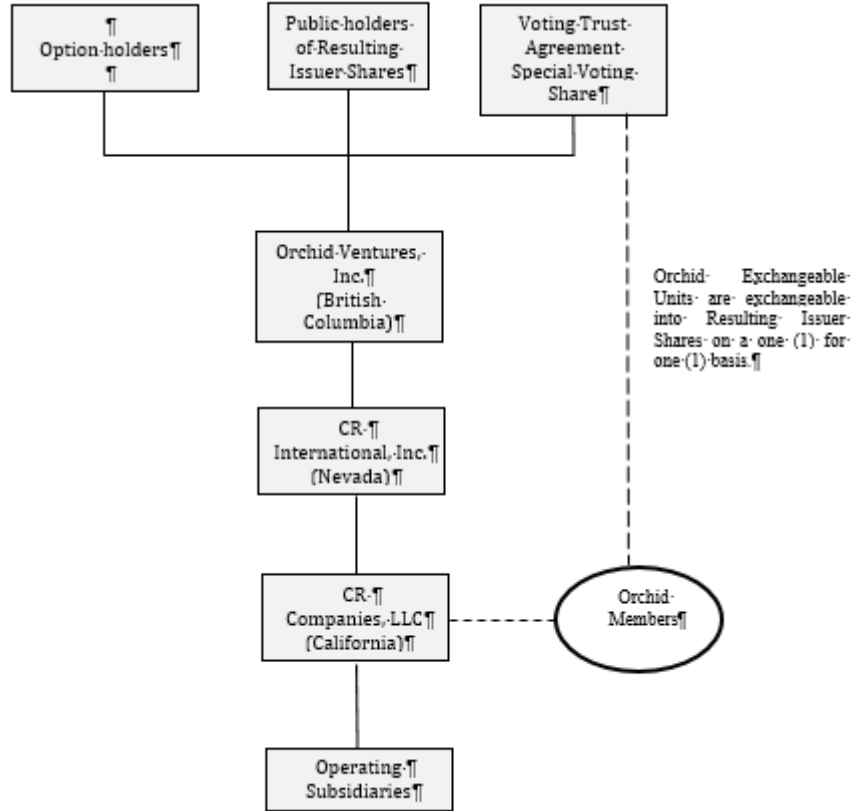 ¶
Option·holders¶
¶
Public·holders·
of·Resulting·
Issuer·Shares¶
Voting·Trust·
Agreement·
Special·Voting·
Share¶
Orchid·Ventures,·
Inc.¶
(British·
Columbia)¶
Orchid· Exchangeable·
Units· are· exchangeable·
into· Resulting· Issuer·
Shares· on· a· one· (1)· for·
one·(1)·basis.¶
CR·¶
International,·Inc.¶
(Nevada)¶
CR·¶
Companies,·LLC¶
(California)¶
Orchid·
Members¶
Operating·¶
Subsidiaries¶